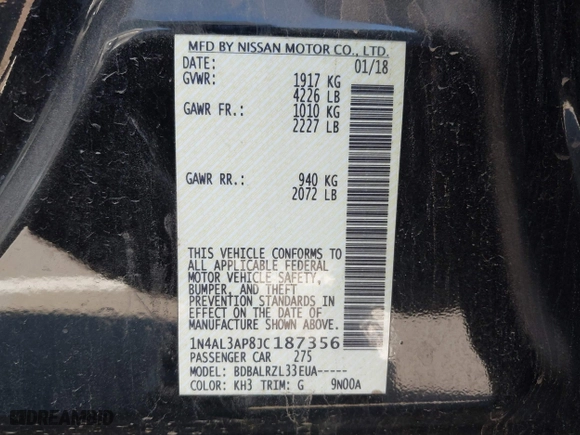 MFD BY NISSAN MOTOR CO., LTD.
DATE: 01/18
GVWR: 1917 KG
4226 LB
GAWR FR.: 1010 KG
2227 LB
GAWR RR.: 940 KG
2072 LB
THIS VEHICLE CONFORMS TO
ALL APPLICABLE FEDERAL
MOTOR VEHICLE SAFETY,
BUMPER, AND THEFT
PREVENTION STANDARDS IN
EFFECT ON THE DATE OF
MANUFACTURE SHOWN ABOVE.
1N4AL3AP8JC187356
PASSENGER CAR 275
MODEL: BDBALRZL33EUA-----
COLOR: KH3 TRIM: G 9N00A
DREAMBID